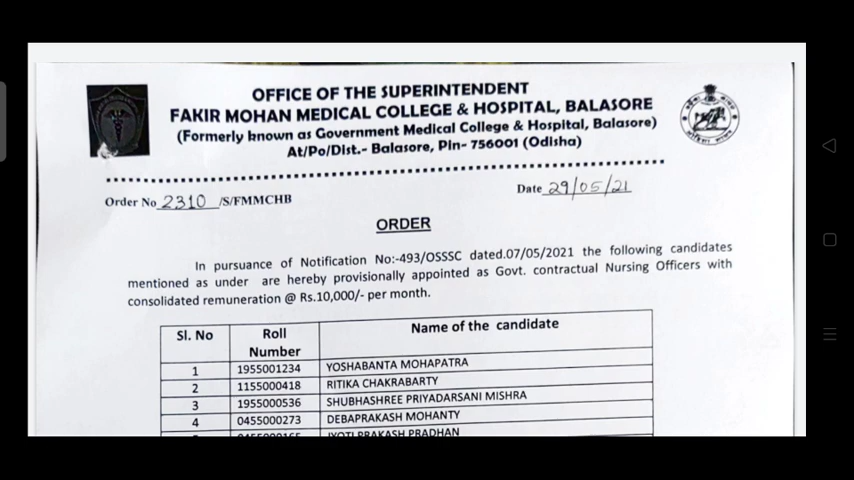 OFFICE OF THE SUPERINTENDENT
FAKIR MOHAN MEDICAL COLLEGE & HOSPITAL, BALASORE
(Formerly known as Government Medical College & Hospital, Balasore)
At/Po/Dist.- Balasore, Pin- 756001 (Odisha)
Order No 2310 /S/FMMCHB Date 29/05/21
ORDER
In pursuance of Notification No:-493/OSSSC dated.07/05/2021 the following candidates
mentioned as under are hereby provisionally appointed as Govt. contractual Nursing Officers with
consolidated remuneration @ Rs.10,000/- per month.
Sl. No Roll Number Name of the candidate
1 1955001234 YOSHABANTA MOHAPATRA
2 1155000418 RITIKA CHAKRABARTY
3 1955000536 SHUBHASHREE PRIYADARSANI MISHRA
4 0455000273 DEBAPRAKASH MOHANTY
JYOTI PRAKASH PRADHAN